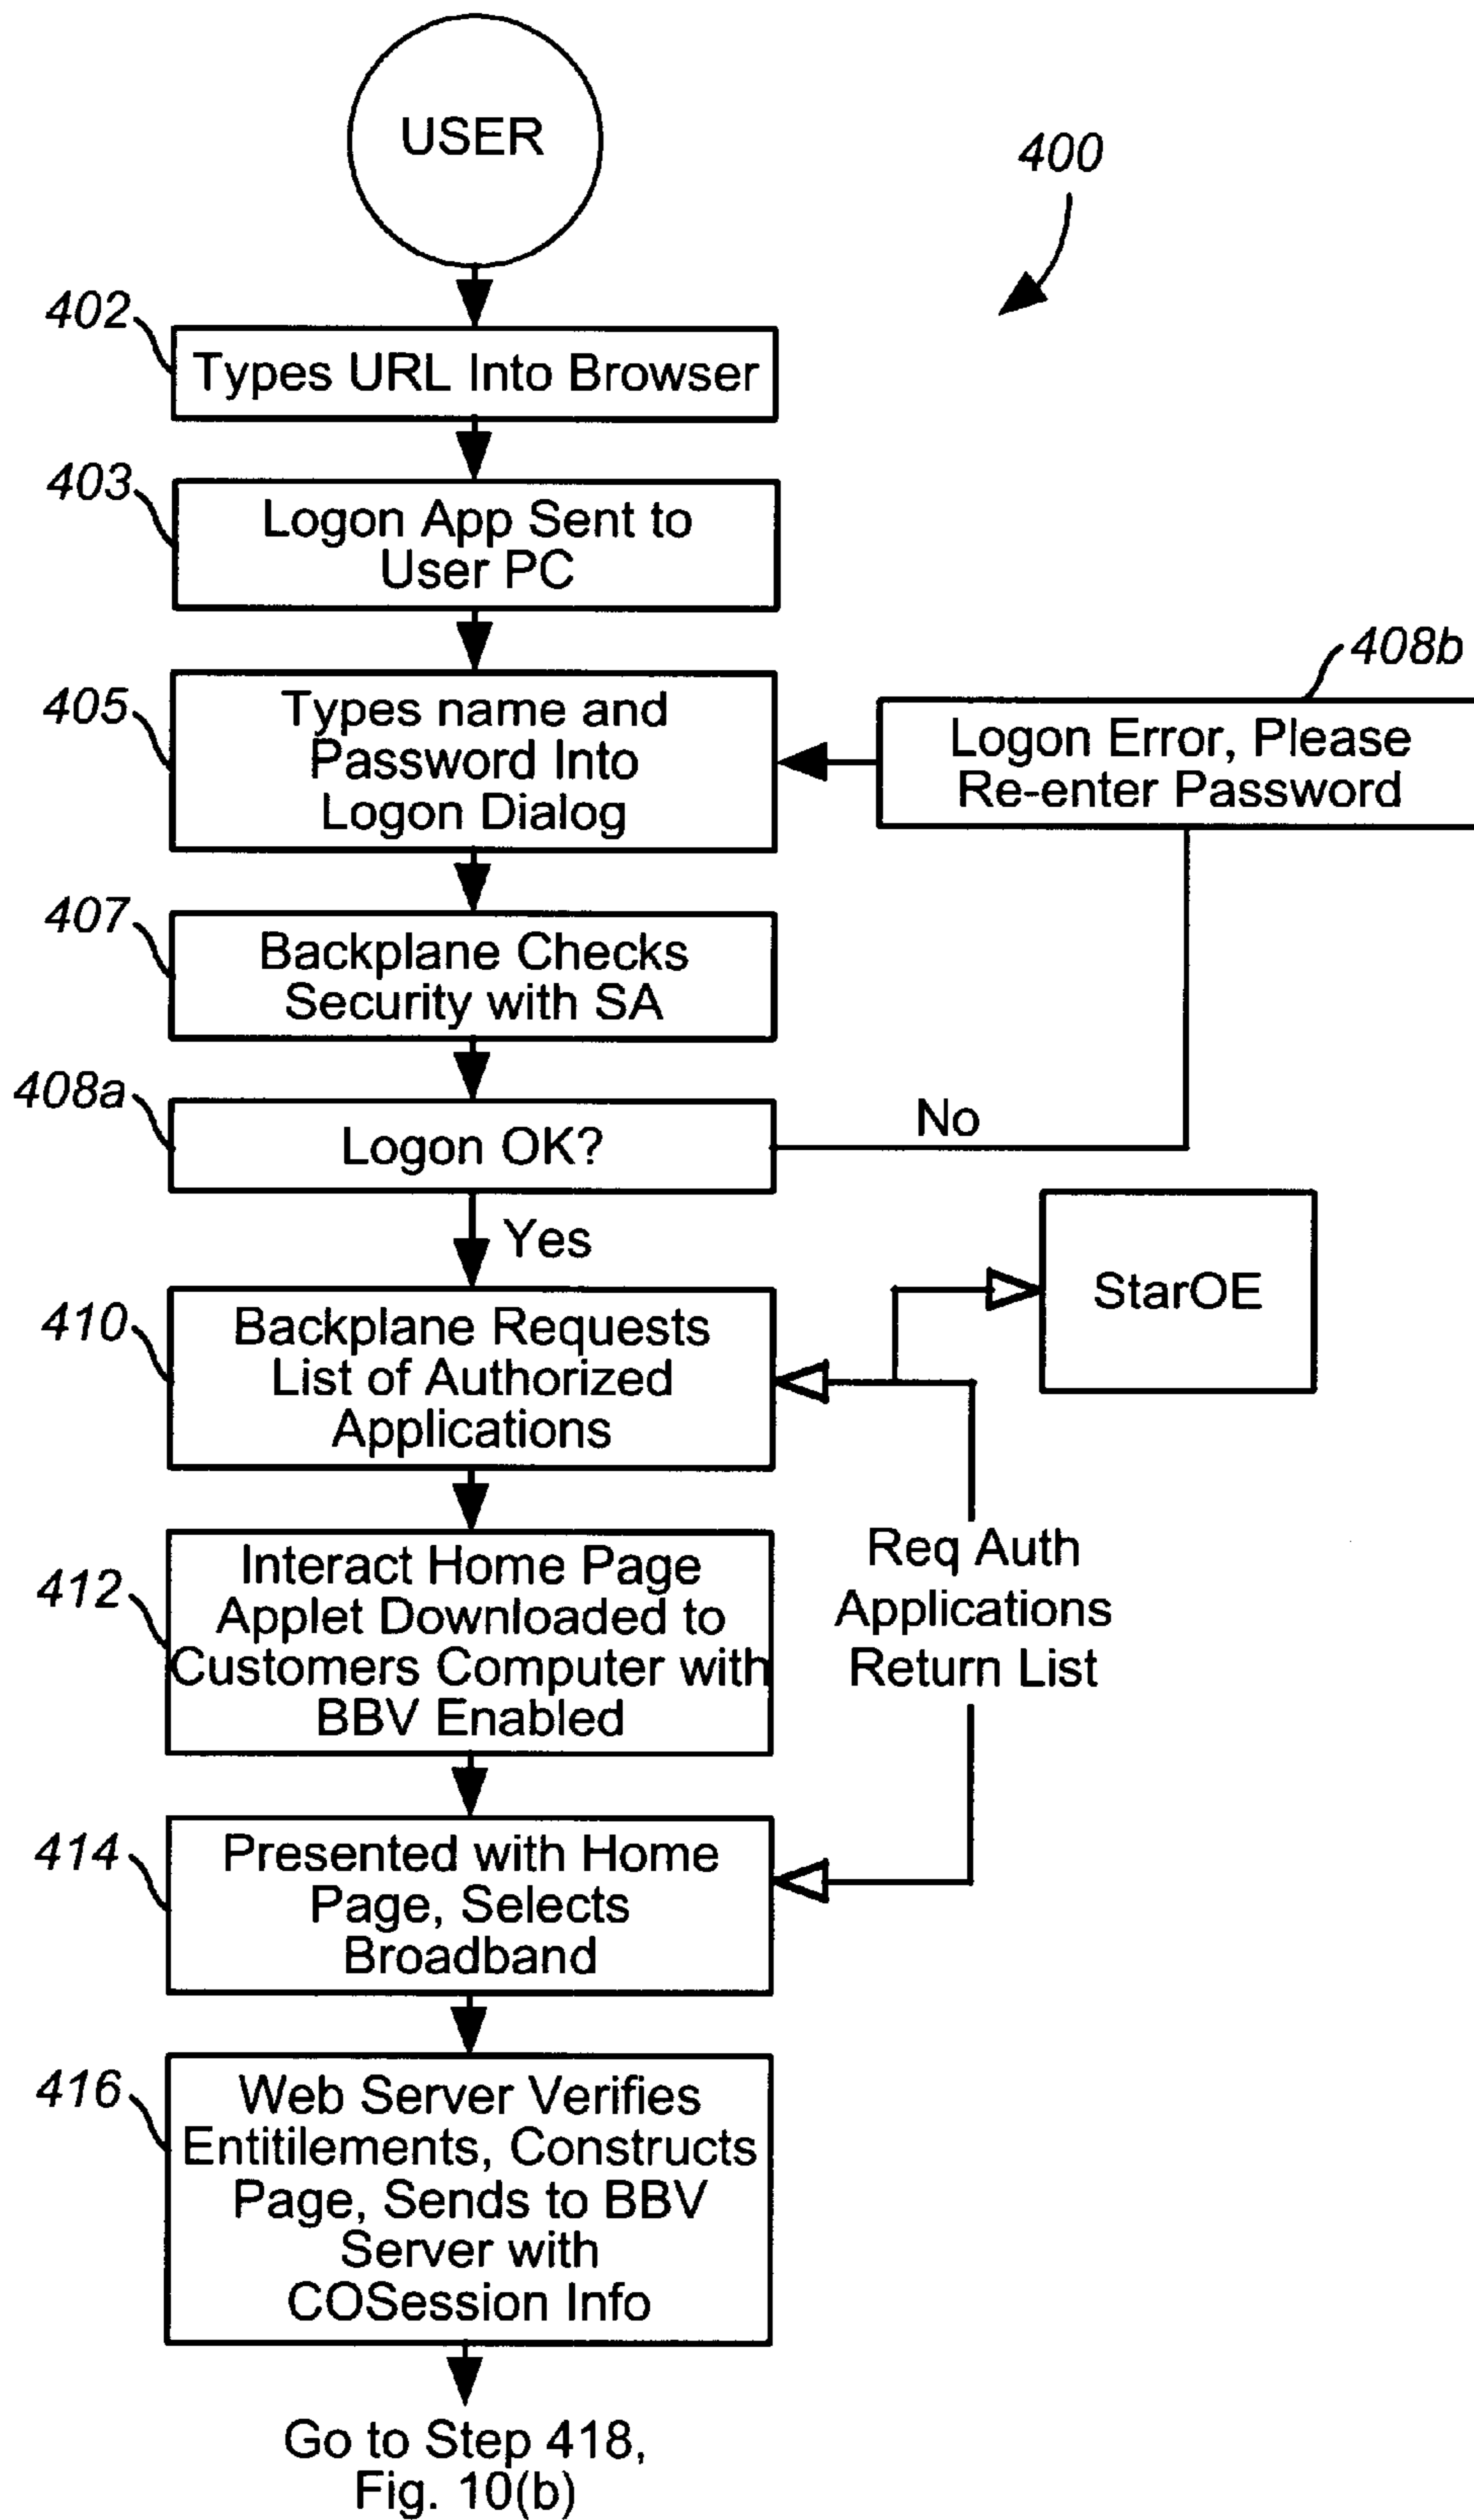 USER
400
402
Types URL Into Browser
403
Logon App Sent to
User PC
408b
405
Types name and
Password Into
Logon Dialog
Logon Error, Please
Re-enter Password
407
Backplane Checks
Security with SA
408a
Logon OK?
No
Yes
StarOE
410
Backplane Requests
List of Authorized
Applications
412
Interact Home Page
Applet Downloaded to
Customers Computer with
BBV Enabled
Req Auth
Applications
Return List
414
Presented with Home
Page, Selects
Broadband
416
Web Server Verifies
Entitilements, Constructs
Page, Sends to BBV
Server with
COSession Info
Go to Step 418,
Fig. 10(b)